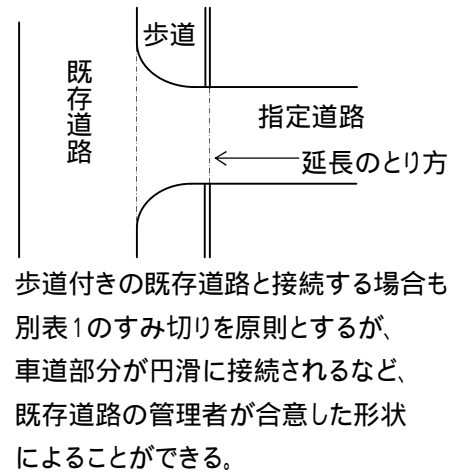 歩道
既存道路
指定道路
延長のとり方
歩道付きの既存道路と接続する場合も
別表1のすみ切りを原則とするが、
車道部分が円滑に接続されるなど、
既存道路の管理者が合意した形状
によることができる。